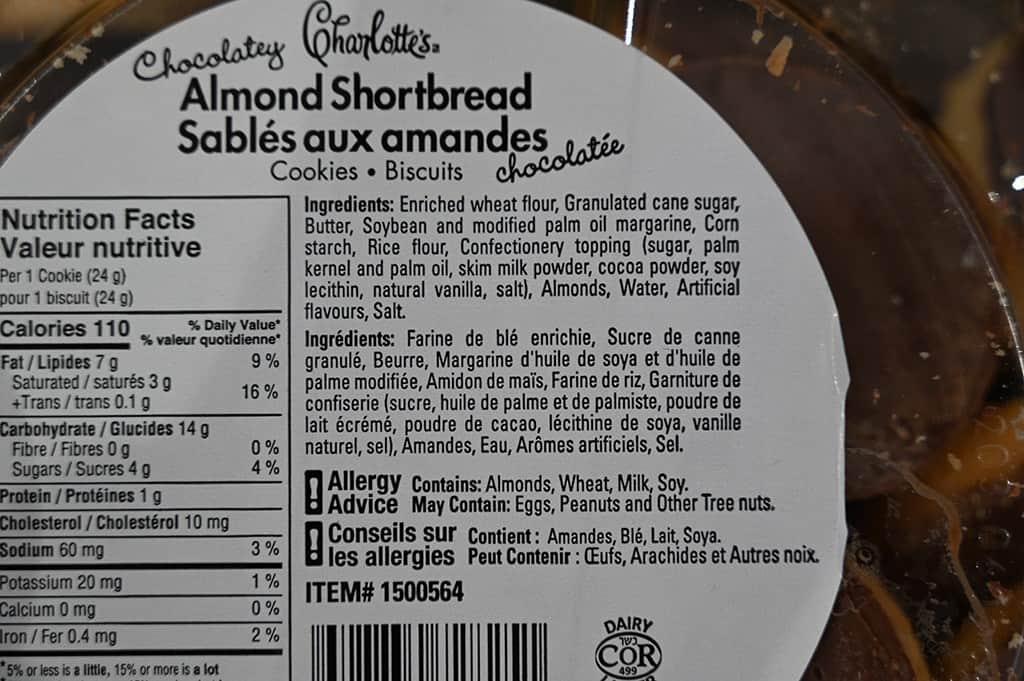 Chocolatey Charlotte's
Almond Shortbread
Sablés aux amandes
chocolatée
Cookies • Biscuits
Nutrition Facts
Valeur nutritive
Per 1 Cookie (24 g)
pour 1 biscuit (24 g)
Calories 110
% Daily Value*
% valeur quotidienne*
Fat / Lipides 7 g 9 %
Saturated / saturés 3 g
+Trans / trans 0.1 g
16 %
Carbohydrate / Glucides 14 g
Fibre / Fibres 0 g 0 %
Sugars / Sucres 4 g 4 %
Protein / Protéines 1 g
Cholesterol / Cholestérol 10 mg
Sodium 60 mg 3 %
Potassium 20 mg 1 %
Calcium 0 mg 0 %
Iron / Fer 0.4 mg 2 %
*5% or less is a little, 15% or more is a lot
Ingredients: Enriched wheat flour, Granulated cane sugar,
Butter, Soybean and modified palm oil margarine, Corn
starch, Rice flour, Confectionery topping (sugar, palm
kernel and palm oil, skim milk powder, cocoa powder, soy
lecithin, natural vanilla, salt), Almonds, Water, Artificial
flavours, Salt.
Ingrédients: Farine de blé enrichie, Sucre de canne
granulé, Beurre, Margarine d'huile de soya et d'huile de
palme modifiée, Amidon de maïs, Farine de riz, Garniture de
confiserie (sucre, huile de palme et de palmiste, poudre de
lait écrémé, poudre de cacao, lécithine de soya, vanille
naturel, sel), Amandes, Eau, Arômes artificiels, Sel.
Allergy Contains: Almonds, Wheat, Milk, Soy.
Advice May Contain: Eggs, Peanuts and Other Tree nuts.
Conseils sur Contient : Amandes, Blé, Lait, Soya.
les allergies Peut Contenir : Œufs, Arachides et Autres noix.
ITEM# 1500564
DAIRY
כשר
COR
499